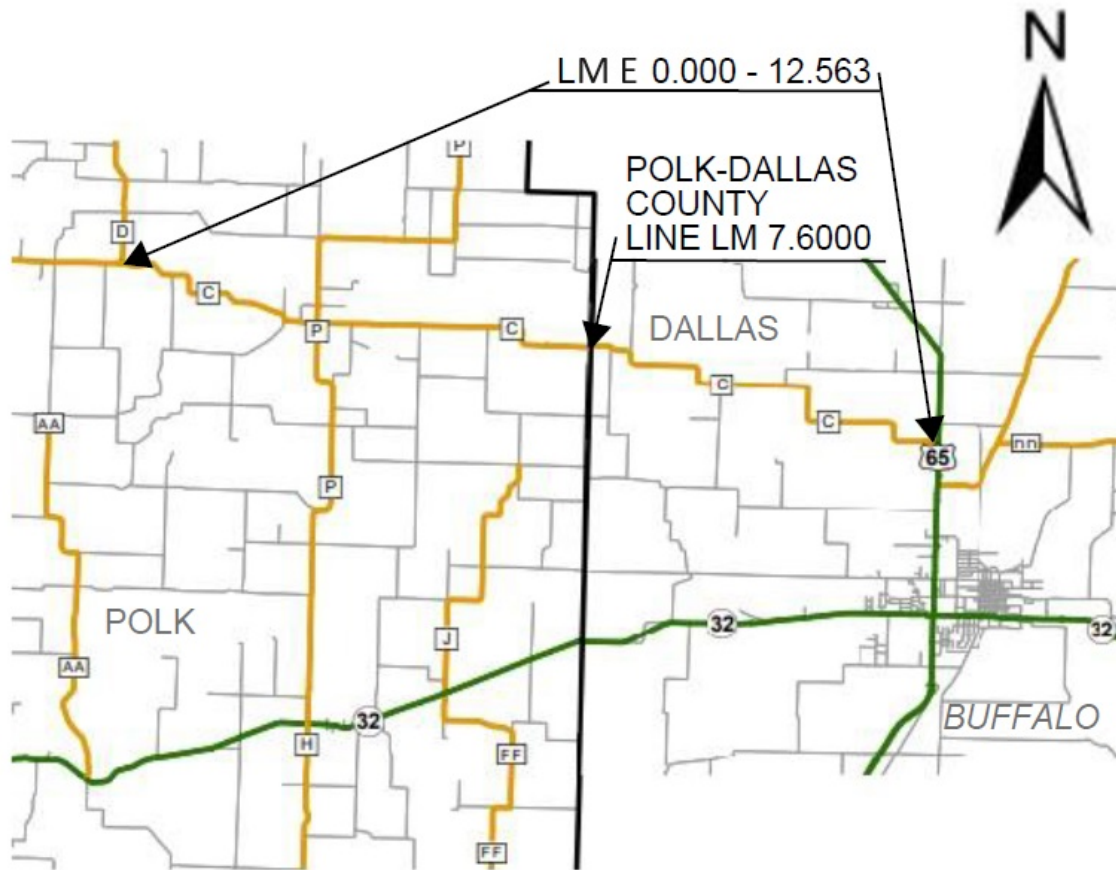 N
LM E 0.000 - 12.563
POLK-DALLAS
COUNTY
LINE LM 7.6000
P
D
C
P
C
DALLAS
C
C
AA
nn
65
P
POLK
J
32
32
AA
32
BUFFALO
H
FF
FF